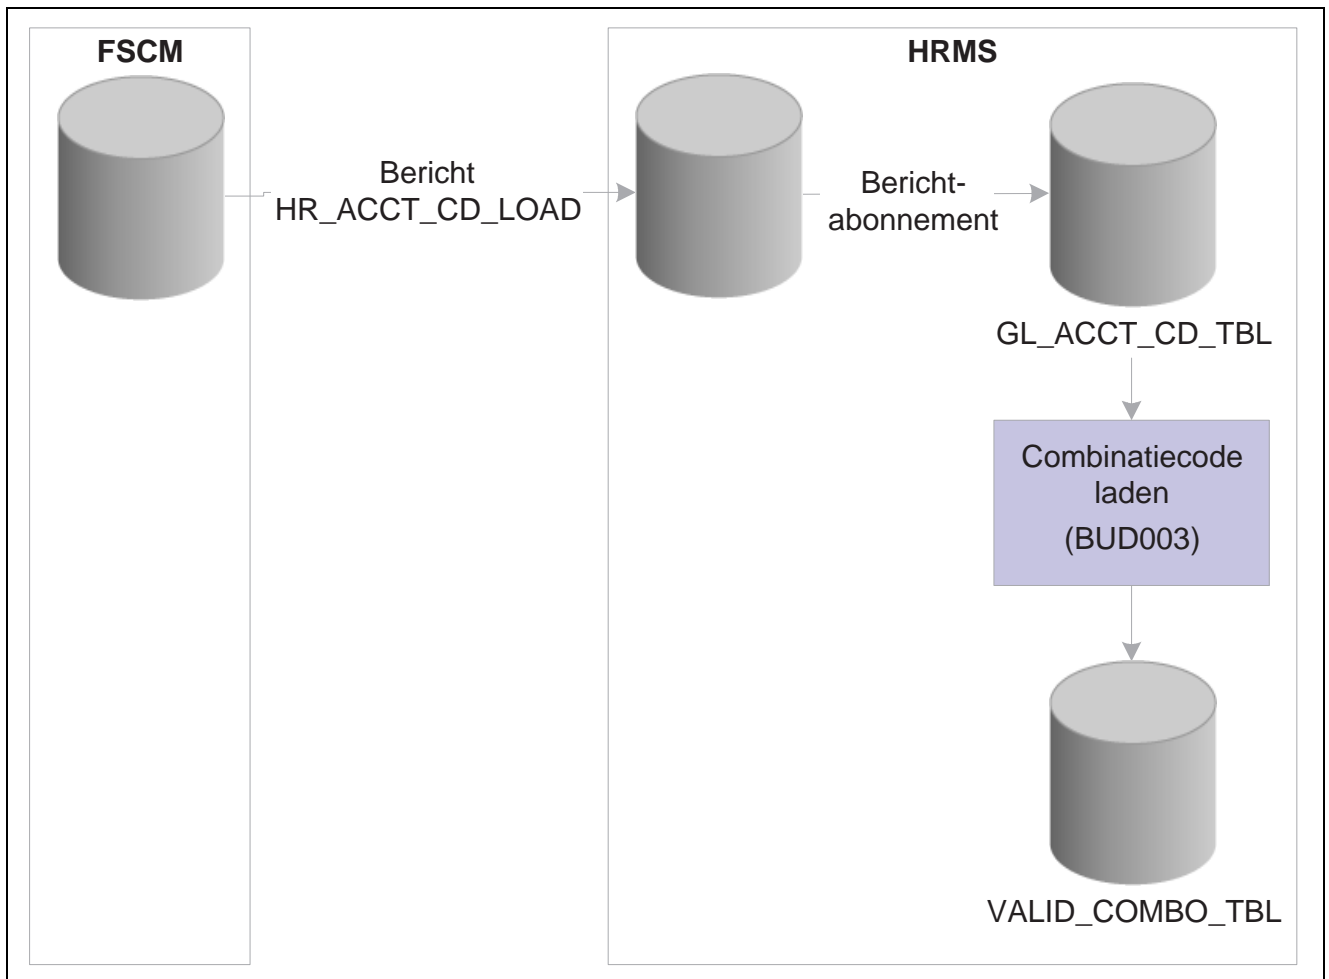 FSCM
HRMS
Bericht
HR_ACCT_CD_LOAD
Bericht-
abonnement
GL_ACCT_CD_TBL
Combinatiecode
laden
(BUD003)
VALID_COMBO_TBL